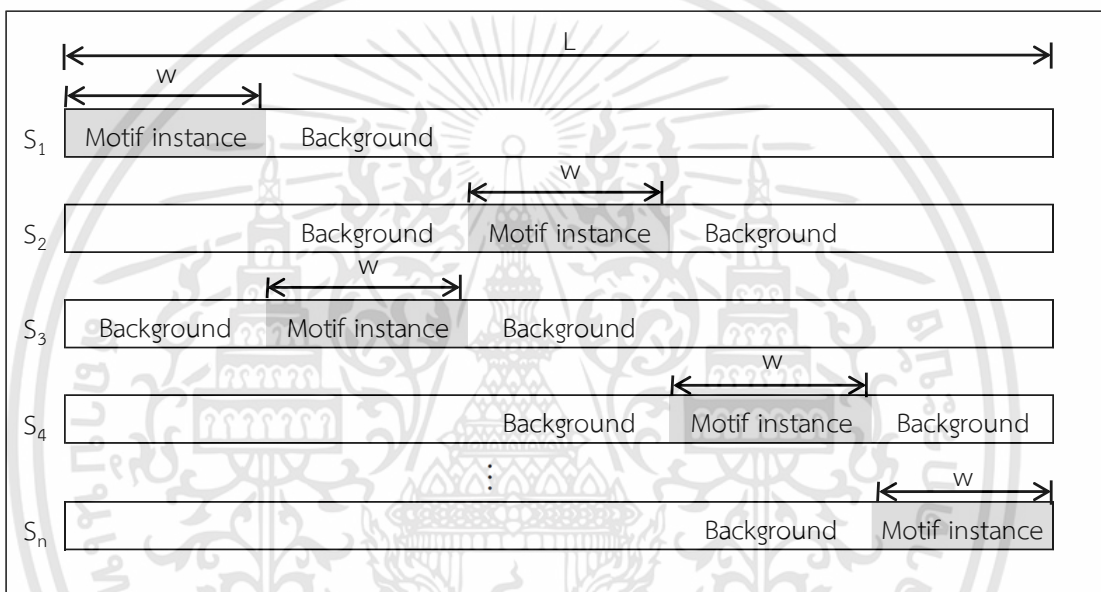 L
w
S1 Motif instance Background
w
S2 Background Motif instance Background
w
S3 Background Motif instance Background
w
S4 Background Motif instance Background
⋮
w
Sn Background Motif instance